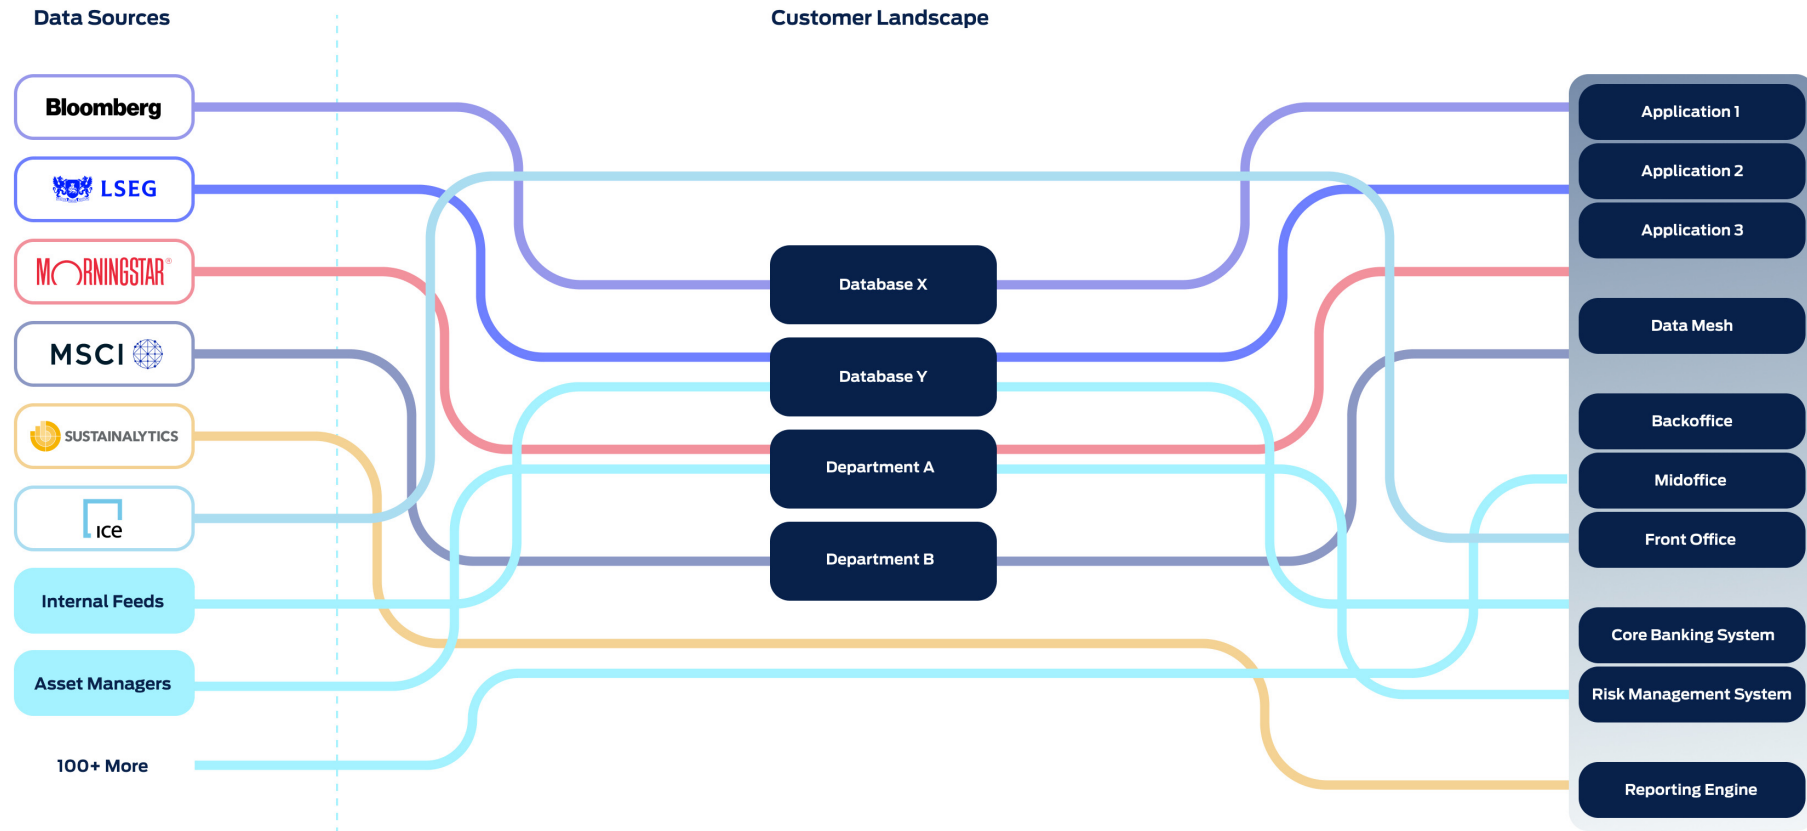 Data Sources
Customer Landscape
Bloomberg
LSEG
MORNINGSTAR®
MSCI
SUSTAINALYTICS
ICE
Internal Feeds
Asset Managers
100+ More
Database X
Database Y
Department A
Department B
Application 1
Application 2
Application 3
Data Mesh
Backoffice
Midoffice
Front Office
Core Banking System
Risk Management System
Reporting Engine